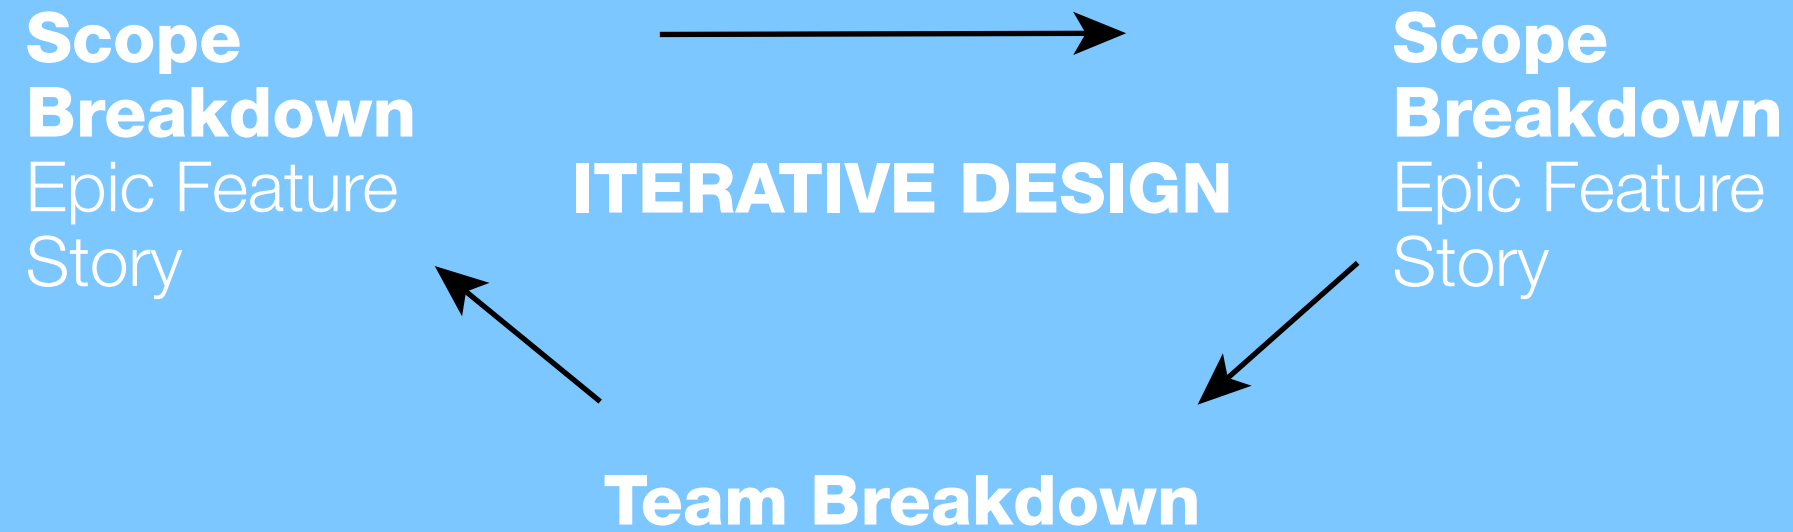 Scope
Breakdown
Epic Feature
Story
ITERATIVE DESIGN
Scope
Breakdown
Epic Feature
Story
Team Breakdown